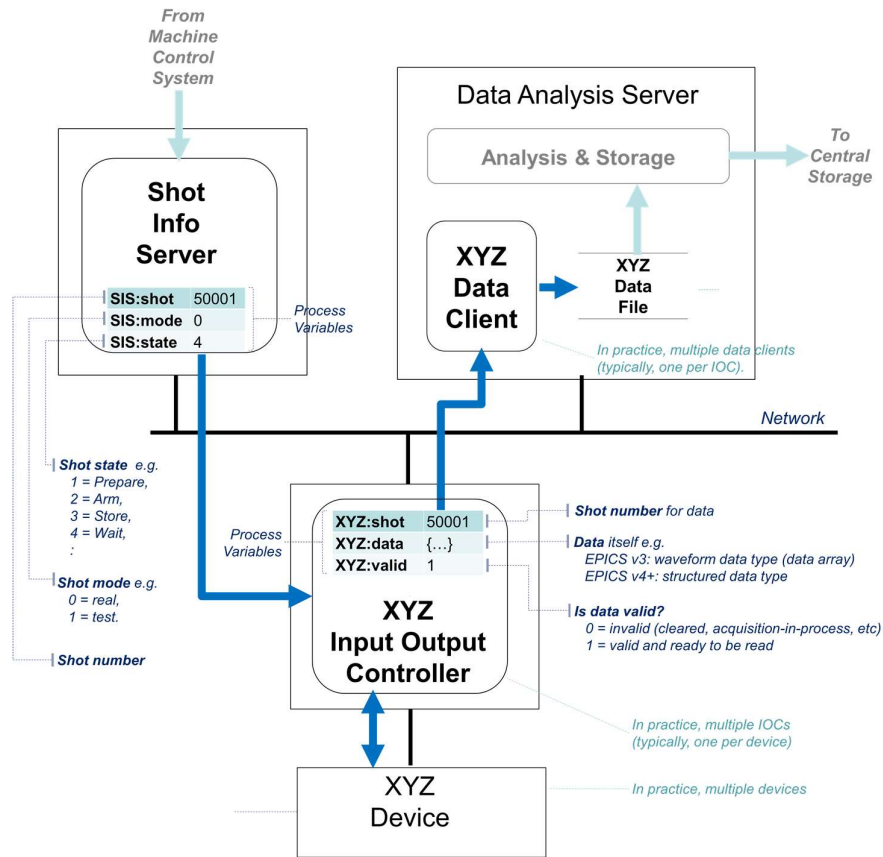 From
Machine
Control
System
Data Analysis Server
Analysis & Storage
To
Central
Storage
Shot
Info
Server
SIS:shot 50001
SIS:mode 0
SIS:state 4
Process
Variables
XYZ
Data
Client
XYZ
Data
File
In practice, multiple data clients
(typically, one per IOC).
Network
Shot state e.g.
1 = Prepare,
2 = Arm,
3 = Store,
4 = Wait,
:
Shot mode e.g.
0 = real,
1 = test.
Shot number
Process
Variables
XYZ:shot 50001
XYZ:data {...}
XYZ:valid 1
XYZ
Input Output
Controller
Shot number for data
Data itself e.g.
EPICS v3: waveform data type (data array)
EPICS v4+: structured data type
Is data valid?
0 = invalid (cleared, acquisition-in-process, etc)
1 = valid and ready to be read
In practice, multiple IOCs
(typically, one per device)
XYZ
Device
In practice, multiple devices